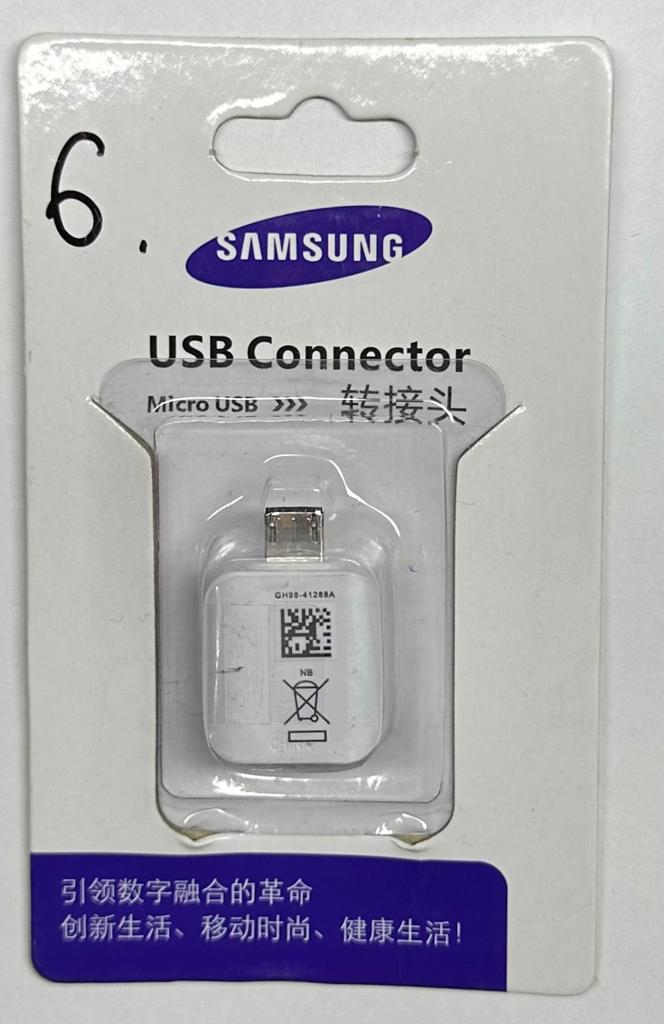 6.
SAMSUNG
USB Connector
Micro USB >>> 转接头
GH98-41288A
NB
CHINA
引领数字融合的革命
创新生活、移动时尚、健康生活!